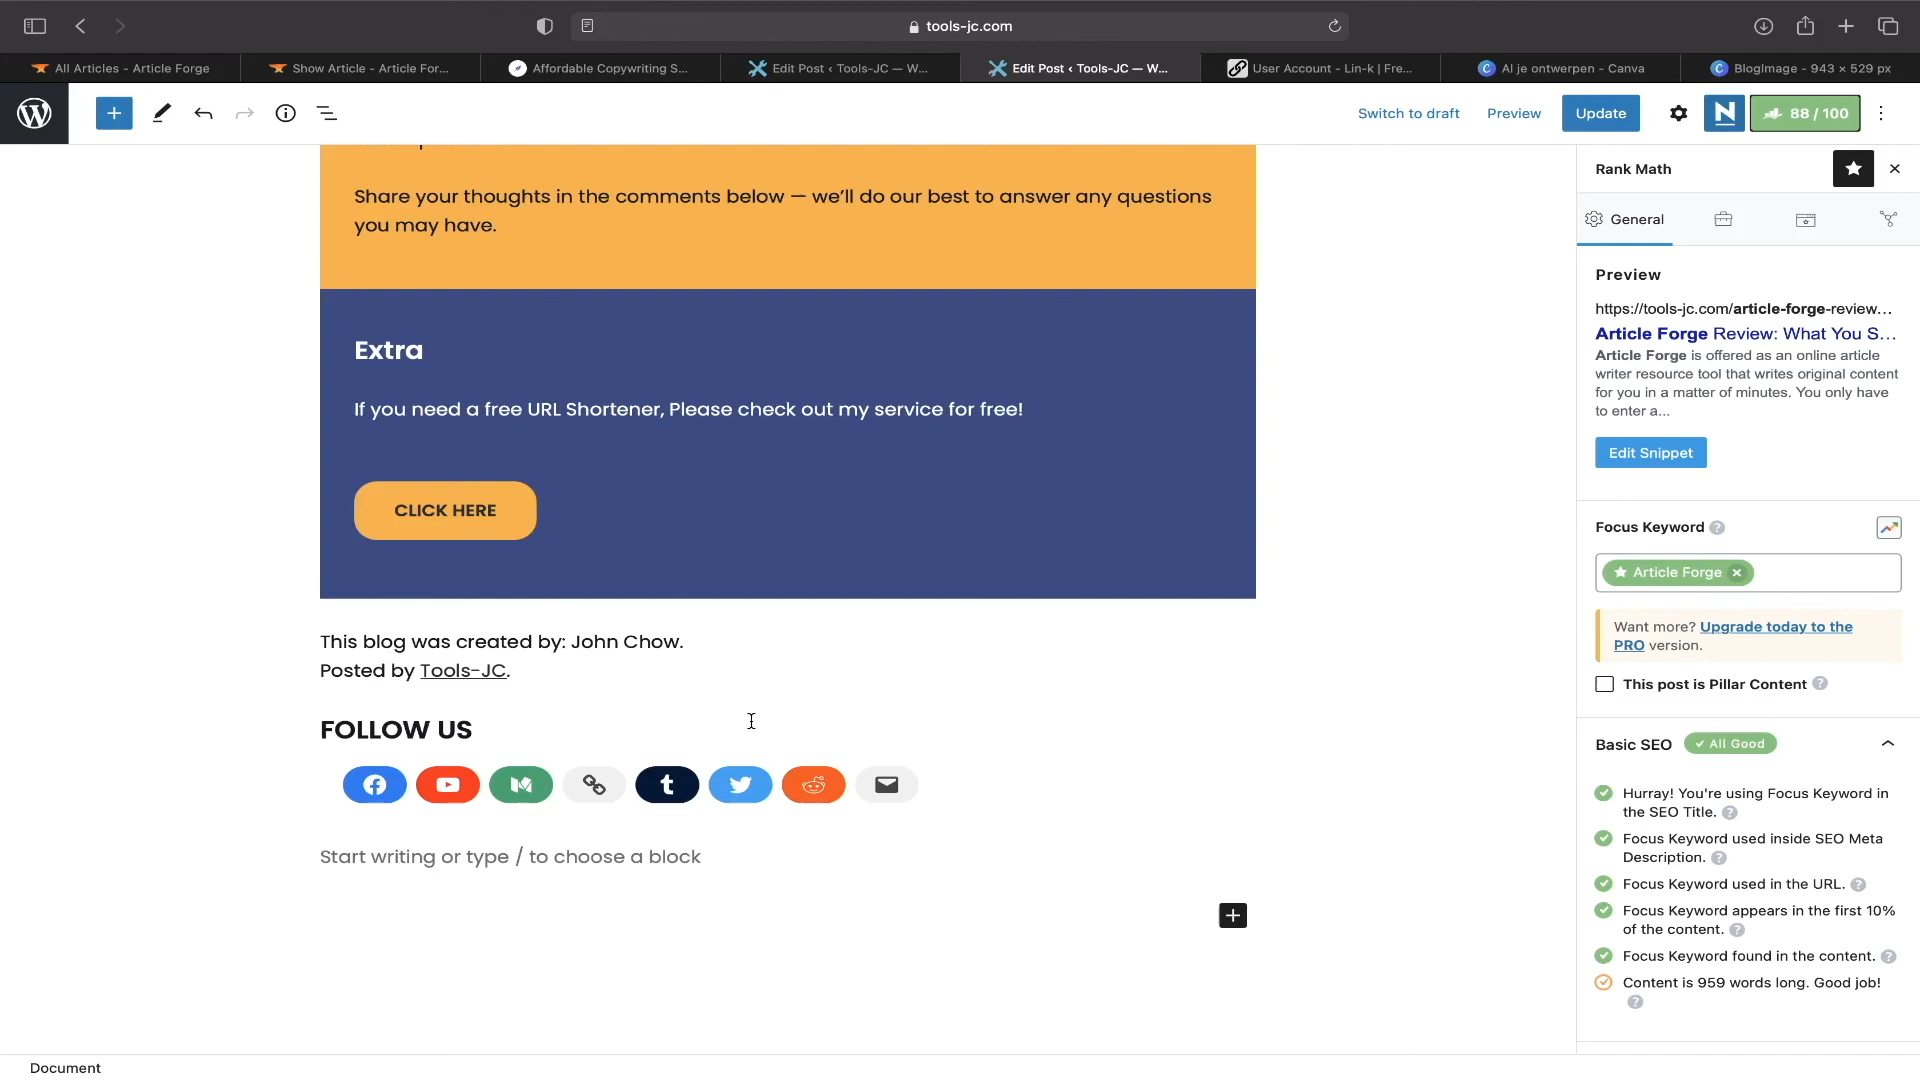 tools-jc.com
All Articles - Article Forge
Show Article - Article For...
Affordable Copywriting S...
Edit Post ‹ Tools-JC — W...
Edit Post ‹ Tools-JC — W...
User Account - Lin-k | Fre...
AI je ontwerpen - Canva
BlogImage - 943 × 529 px
Switch to draft
Preview
Update
N
88 / 100
Share your thoughts in the comments below — we’ll do our best to answer any questions
you may have.
Extra
If you need a free URL Shortener, Please check out my service for free!
CLICK HERE
This blog was created by: John Chow.
Posted by Tools-JC.
FOLLOW US
Start writing or type / to choose a block
Document
Rank Math
General
Preview
https://tools-jc.com/article-forge-review...
Article Forge Review: What You S...
Article Forge is offered as an online article
writer resource tool that writes original content
for you in a matter of minutes. You only have
to enter a...
Edit Snippet
Focus Keyword
Article Forge
Want more? Upgrade today to the
PRO version.
This post is Pillar Content
Basic SEO
All Good
Hurray! You're using Focus Keyword in
the SEO Title.
Focus Keyword used inside SEO Meta
Description.
Focus Keyword used in the URL.
Focus Keyword appears in the first 10%
of the content.
Focus Keyword found in the content.
Content is 959 words long. Good job!